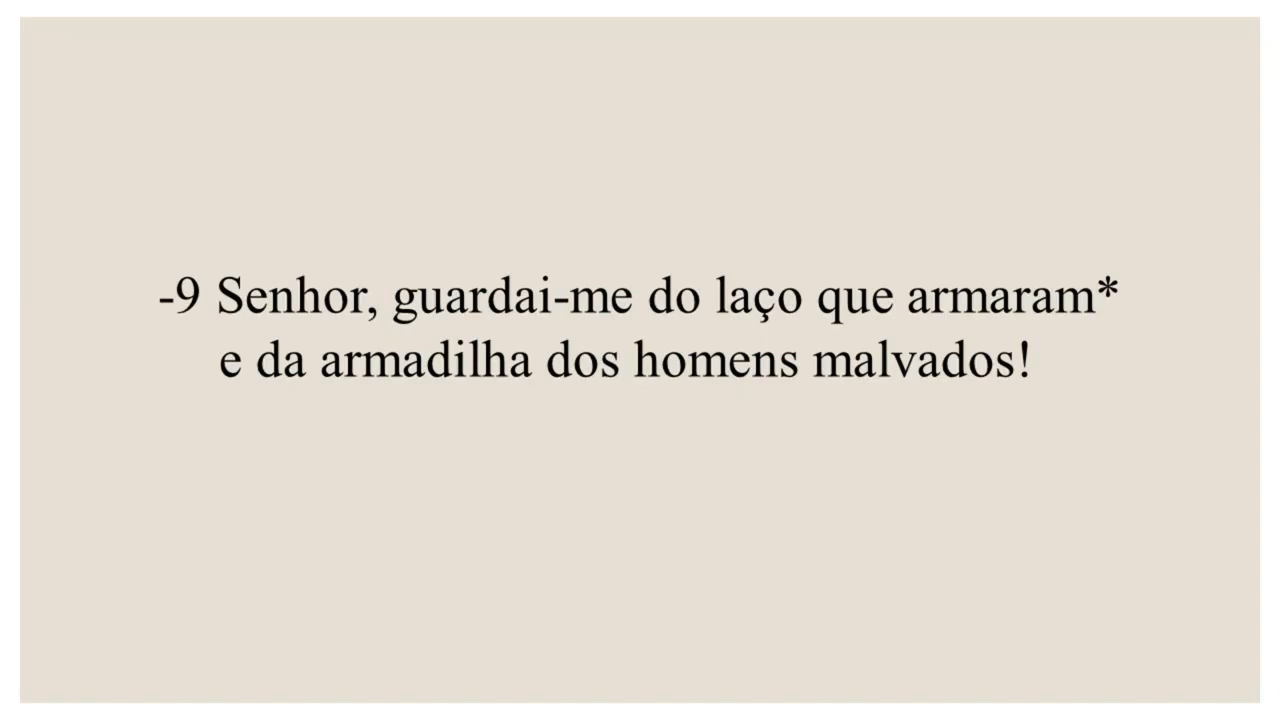 -9 Senhor, guardai-me do laço que armaram*
e da armadilha dos homens malvados!